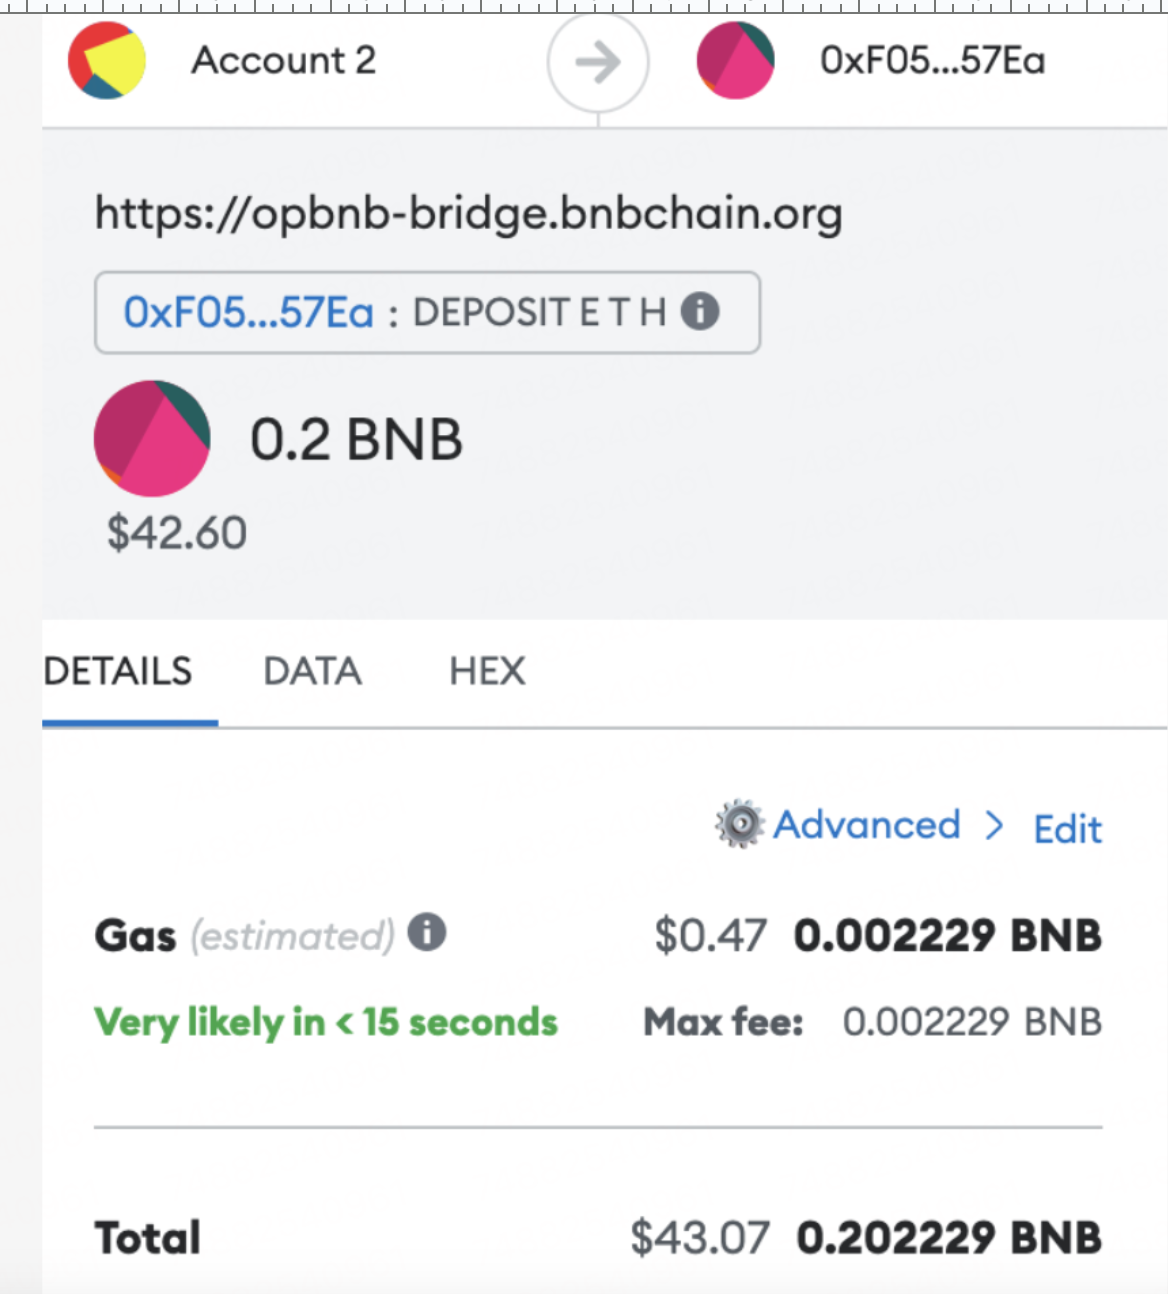 Account 2 0xF05...57Ea
https://opbnb-bridge.bnbchain.org
0xF05...57Ea : DEPOSIT E T H
0.2 BNB
$42.60
DETAILS DATA HEX
Advanced > Edit
Gas (estimated) $0.47 0.002229 BNB
Very likely in < 15 seconds Max fee: 0.002229 BNB
Total $43.07 0.202229 BNB